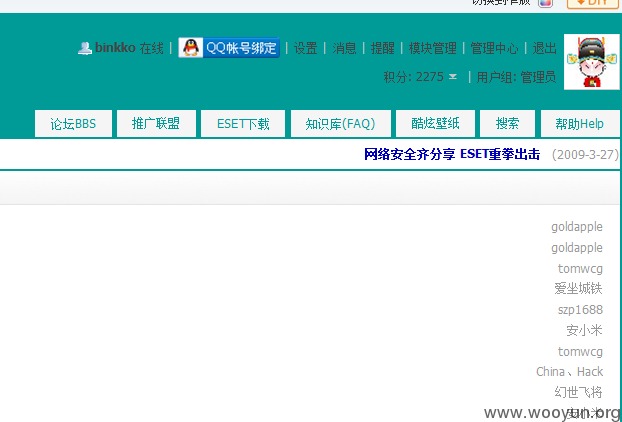 切换到窄版 DIY
binkko 在线 | QQ帐号绑定 | 设置 | 消息 | 提醒 | 模块管理 | 管理中心 | 退出
积分: 2275 | 用户组: 管理员
论坛BBS 推广联盟 ESET下载 知识库(FAQ) 酷炫壁纸 搜索 帮助Help
网络安全齐分享 ESET重拳出击 (2009-3-27)
goldapple
goldapple
tomwcg
爱坐城铁
szp1688
安小米
tomwcg
China、Hack
幻世飞将
安小米
www.wooyun.org